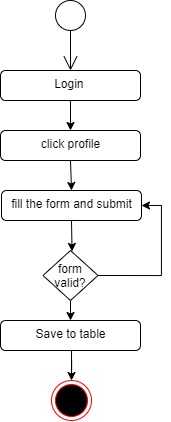 Login
click profile
fill the form and submit
form
valid?
Save to table